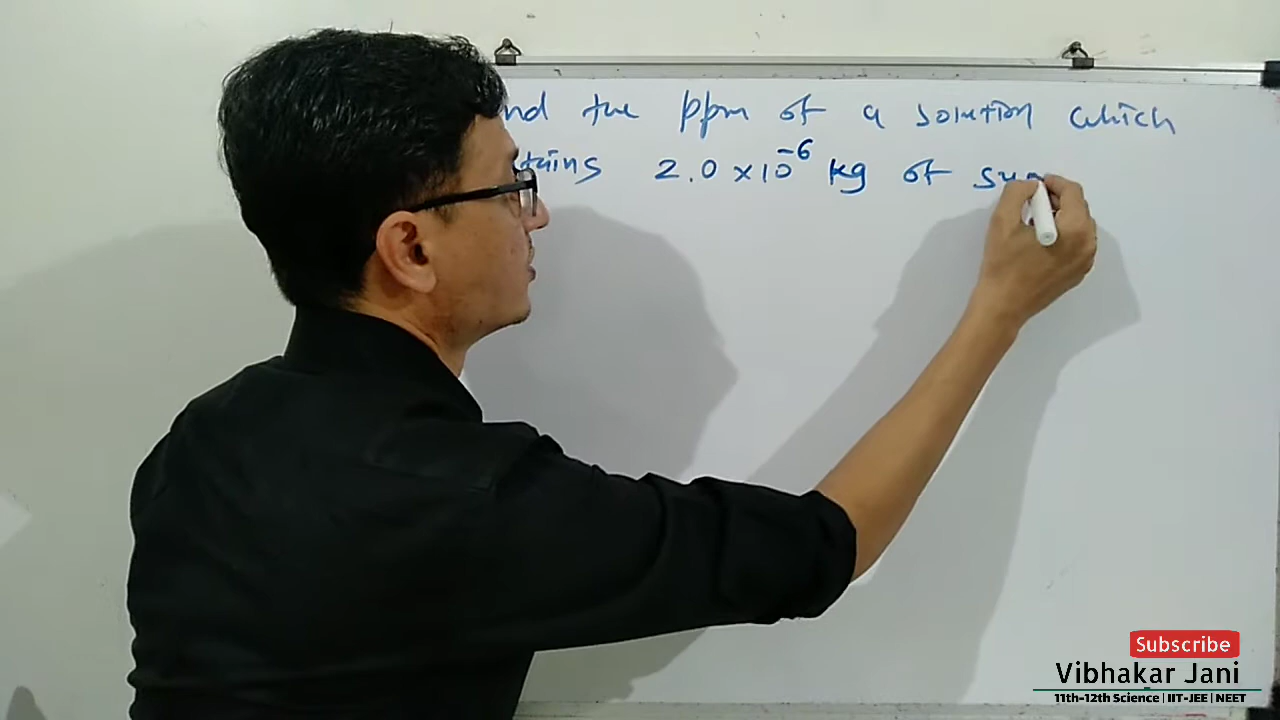 nd the ppm of a solution which
tains 2.0 × 10⁻⁶ kg of sug
Subscribe
Vibhakar Jani
11th-12th Science | IIT-JEE | NEET